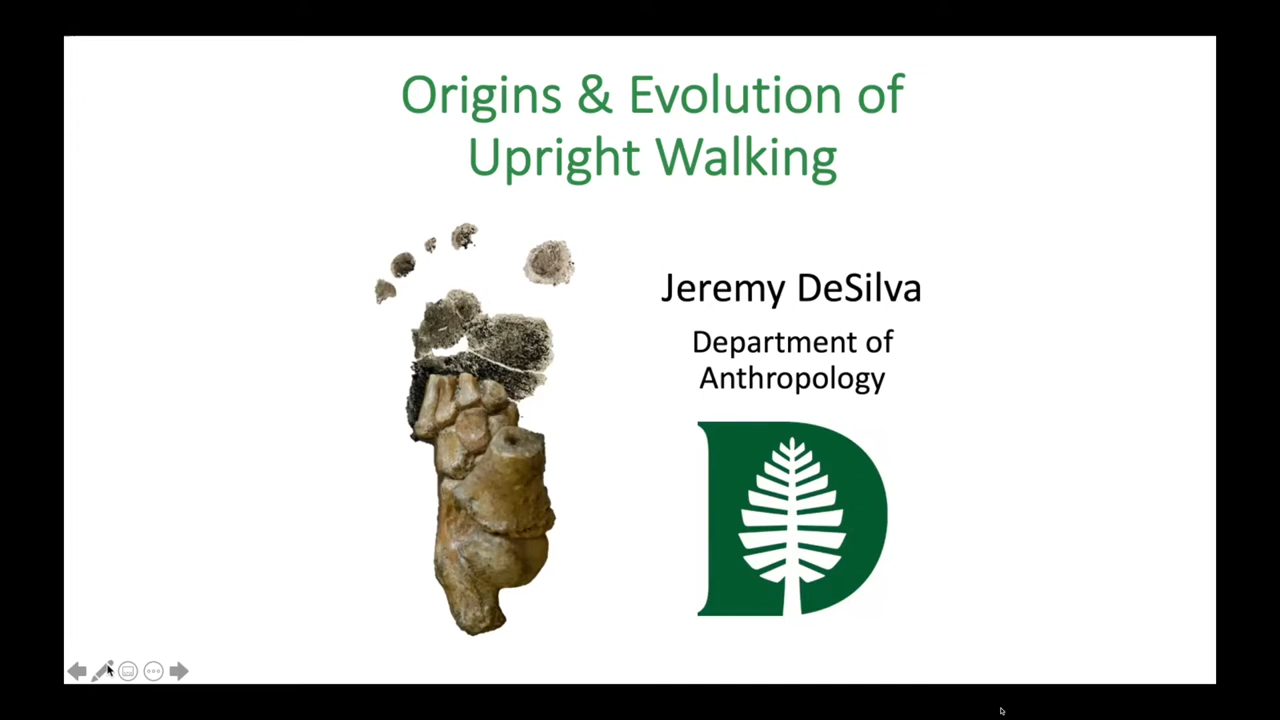 Origins & Evolution of
Upright Walking
Jeremy DeSilva
Department of
Anthropology
D